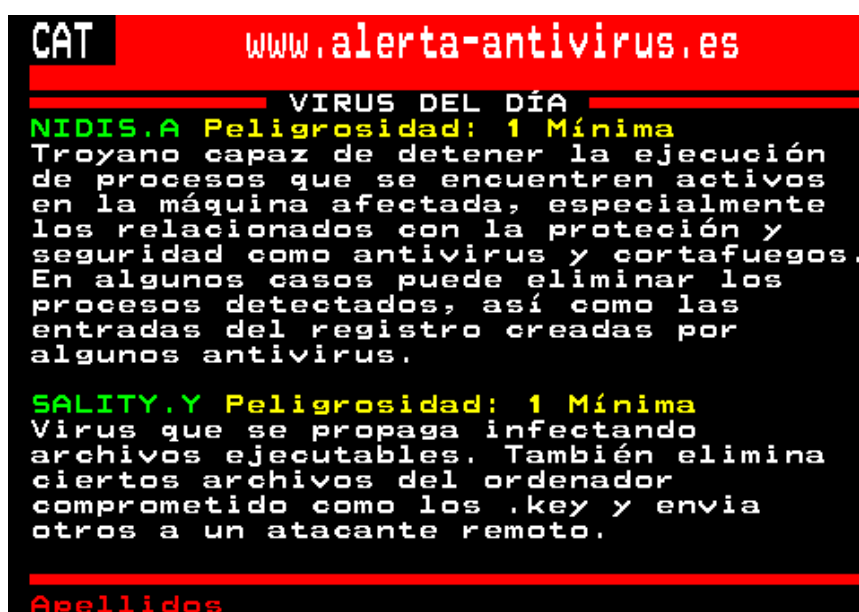 CAT www.alerta-antivirus.es
VIRUS DEL DÍA
NIDIS.A Peligrosidad: 1 Mínima
Troyano capaz de detener la ejecución
de procesos que se encuentren activos
en la máquina afectada, especialmente
los relacionados con la proteción y
seguridad como antivirus y cortafuegos.
En algunos casos puede eliminar los
procesos detectados, así como las
entradas del registro creadas por
algunos antivirus.
SALITY.Y Peligrosidad: 1 Mínima
Virus que se propaga infectando
archivos ejecutables. También elimina
ciertos archivos del ordenador
comprometido como los .key y envia
otros a un atacante remoto.
Apellidos